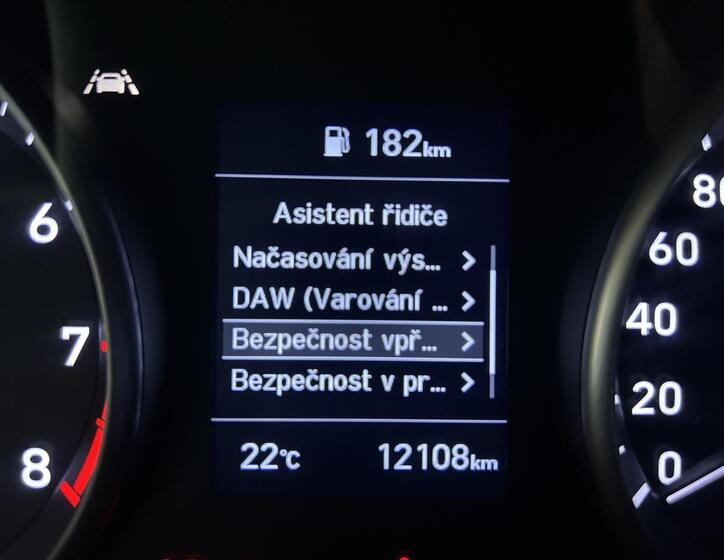 182km
Asistent řidiče
Načasování výs... >
DAW (Varování ... >
Bezpečnost vpř... >
Bezpečnost v pr... >
22°C 12108km
6
7
8
80
60
40
20
0